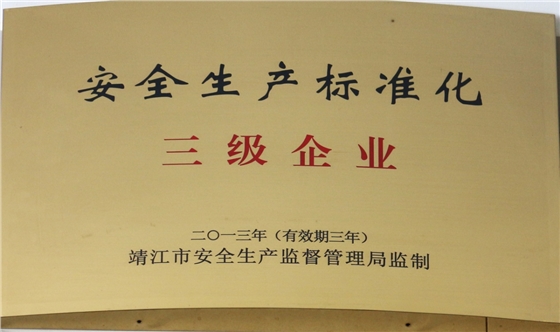 安全生产标准化
三级企业
二〇一三年(有效期三年)
靖江市安全生产监督管理局监制